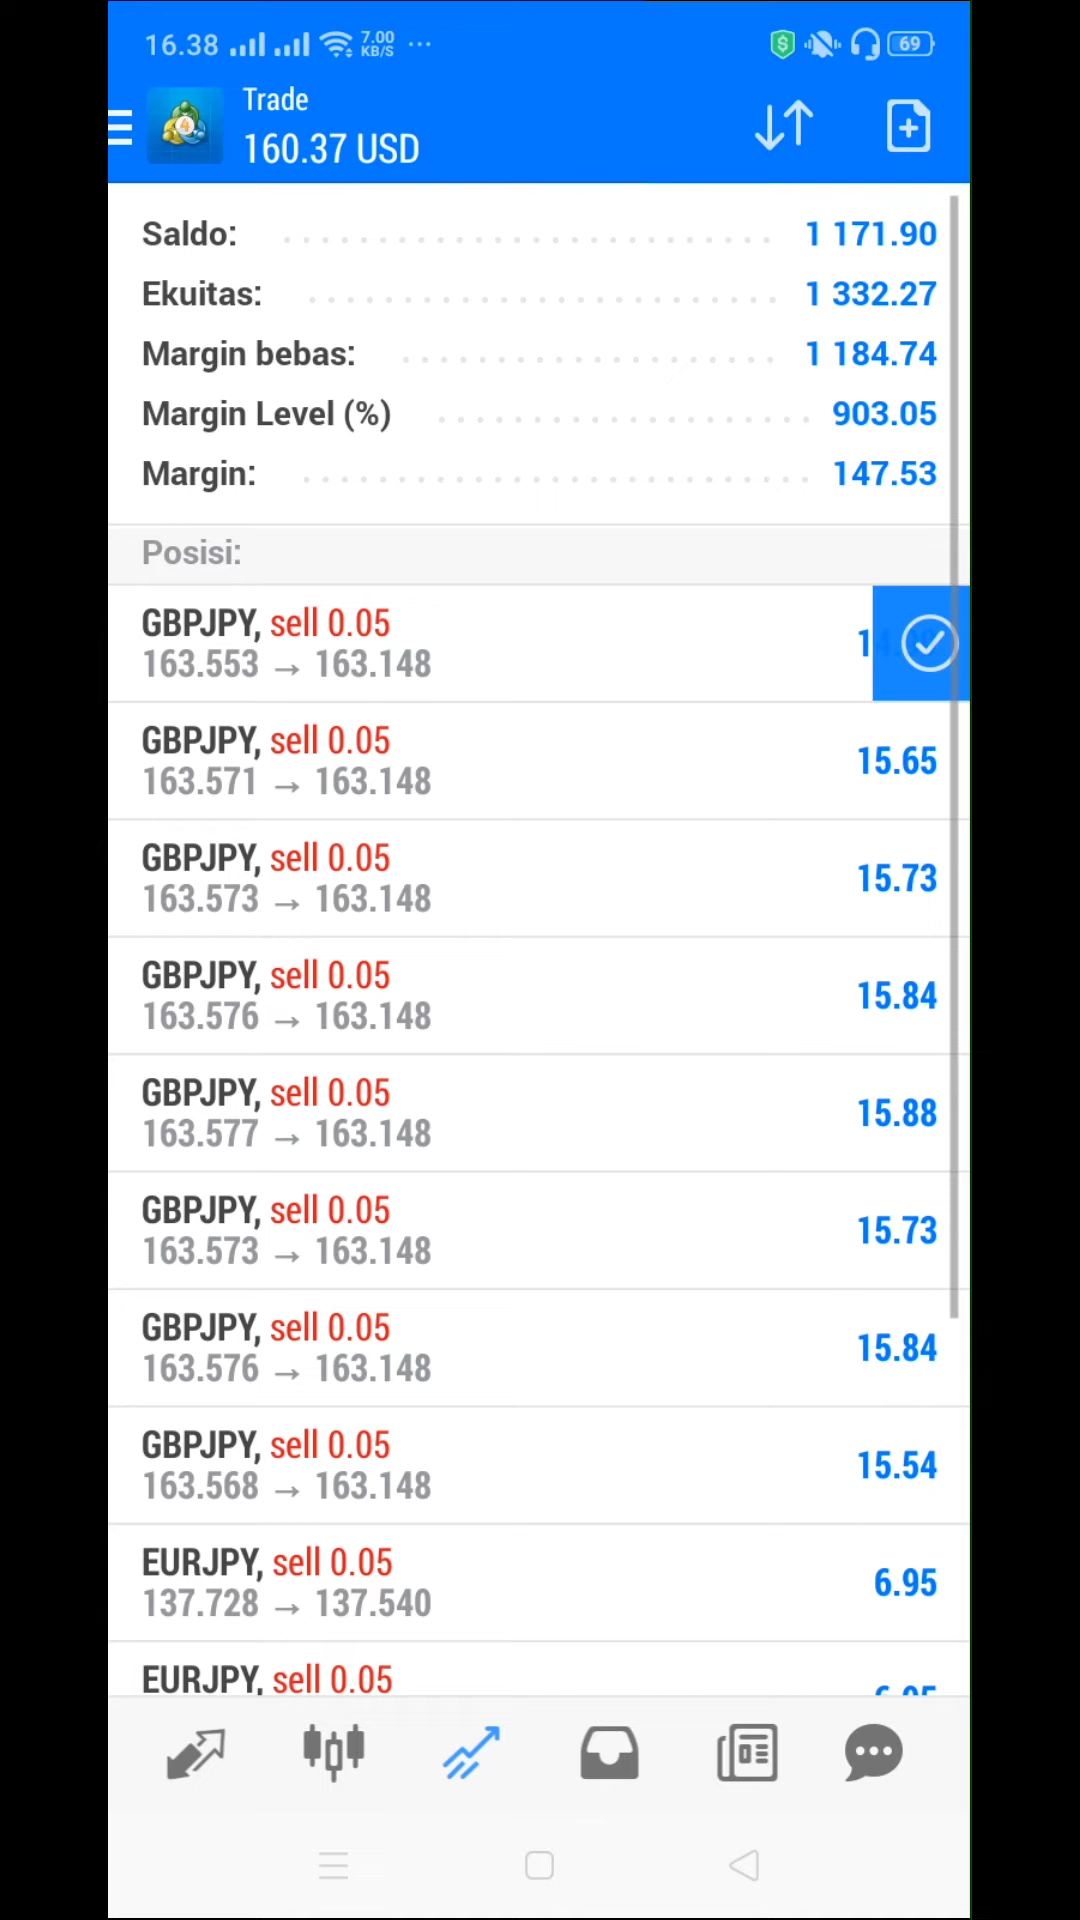 16.38 7.00 KB/S ... 69
Trade
160.37 USD
Saldo: 1 171.90
Ekuitas: 1 332.27
Margin bebas: 1 184.74
Margin Level (%) 903.05
Margin: 147.53
Posisi:
GBPJPY, sell 0.05
163.553 → 163.148
GBPJPY, sell 0.05
163.571 → 163.148 15.65
GBPJPY, sell 0.05
163.573 → 163.148 15.73
GBPJPY, sell 0.05
163.576 → 163.148 15.84
GBPJPY, sell 0.05
163.577 → 163.148 15.88
GBPJPY, sell 0.05
163.573 → 163.148 15.73
GBPJPY, sell 0.05
163.576 → 163.148 15.84
GBPJPY, sell 0.05
163.568 → 163.148 15.54
EURJPY, sell 0.05
137.728 → 137.540 6.95
EURJPY, sell 0.05